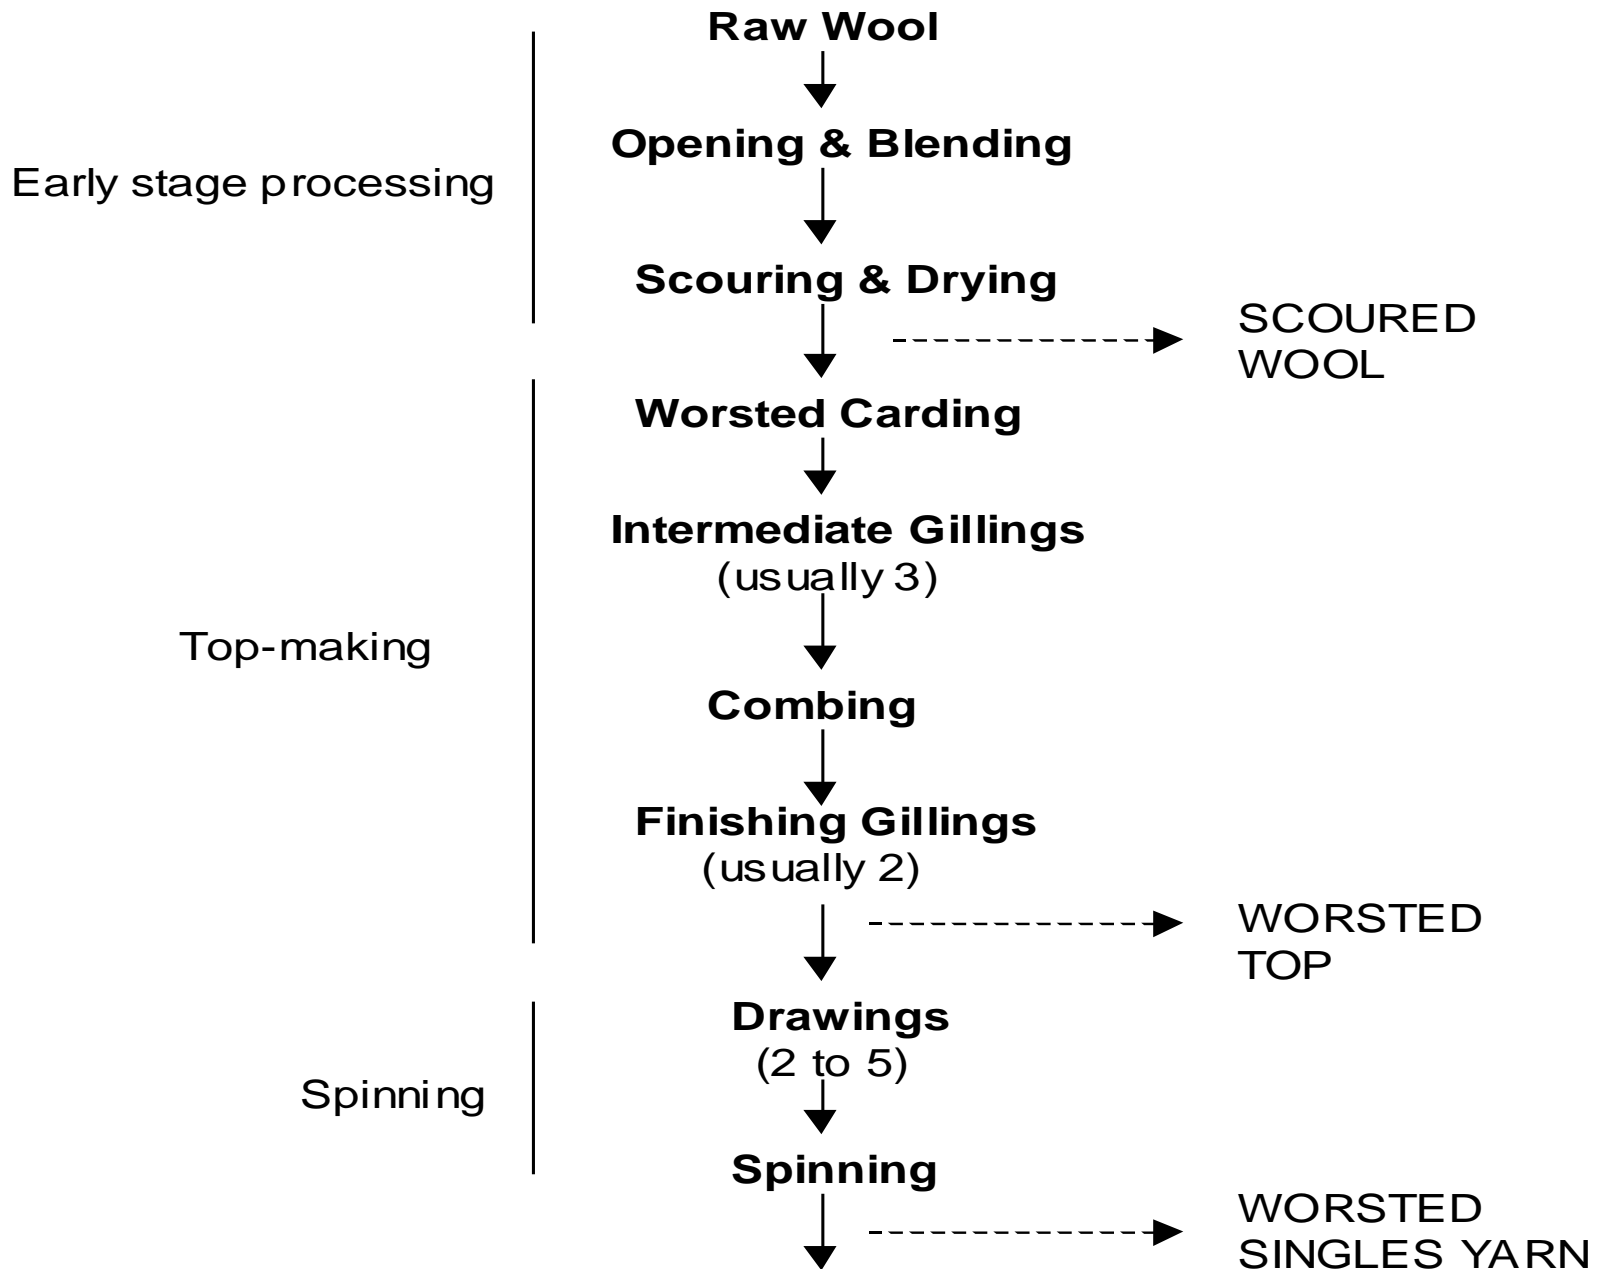 Raw Wool
Opening & Blending
Early stage processing
Scouring & Drying
SCOURED
WOOL
Worsted Carding
Intermediate Gillings
(usually 3)
Top-making
Combing
Finishing Gillings
(usually 2)
WORSTED
TOP
Drawings
(2 to 5)
Spinning
Spinning
WORSTED
SINGLES YARN